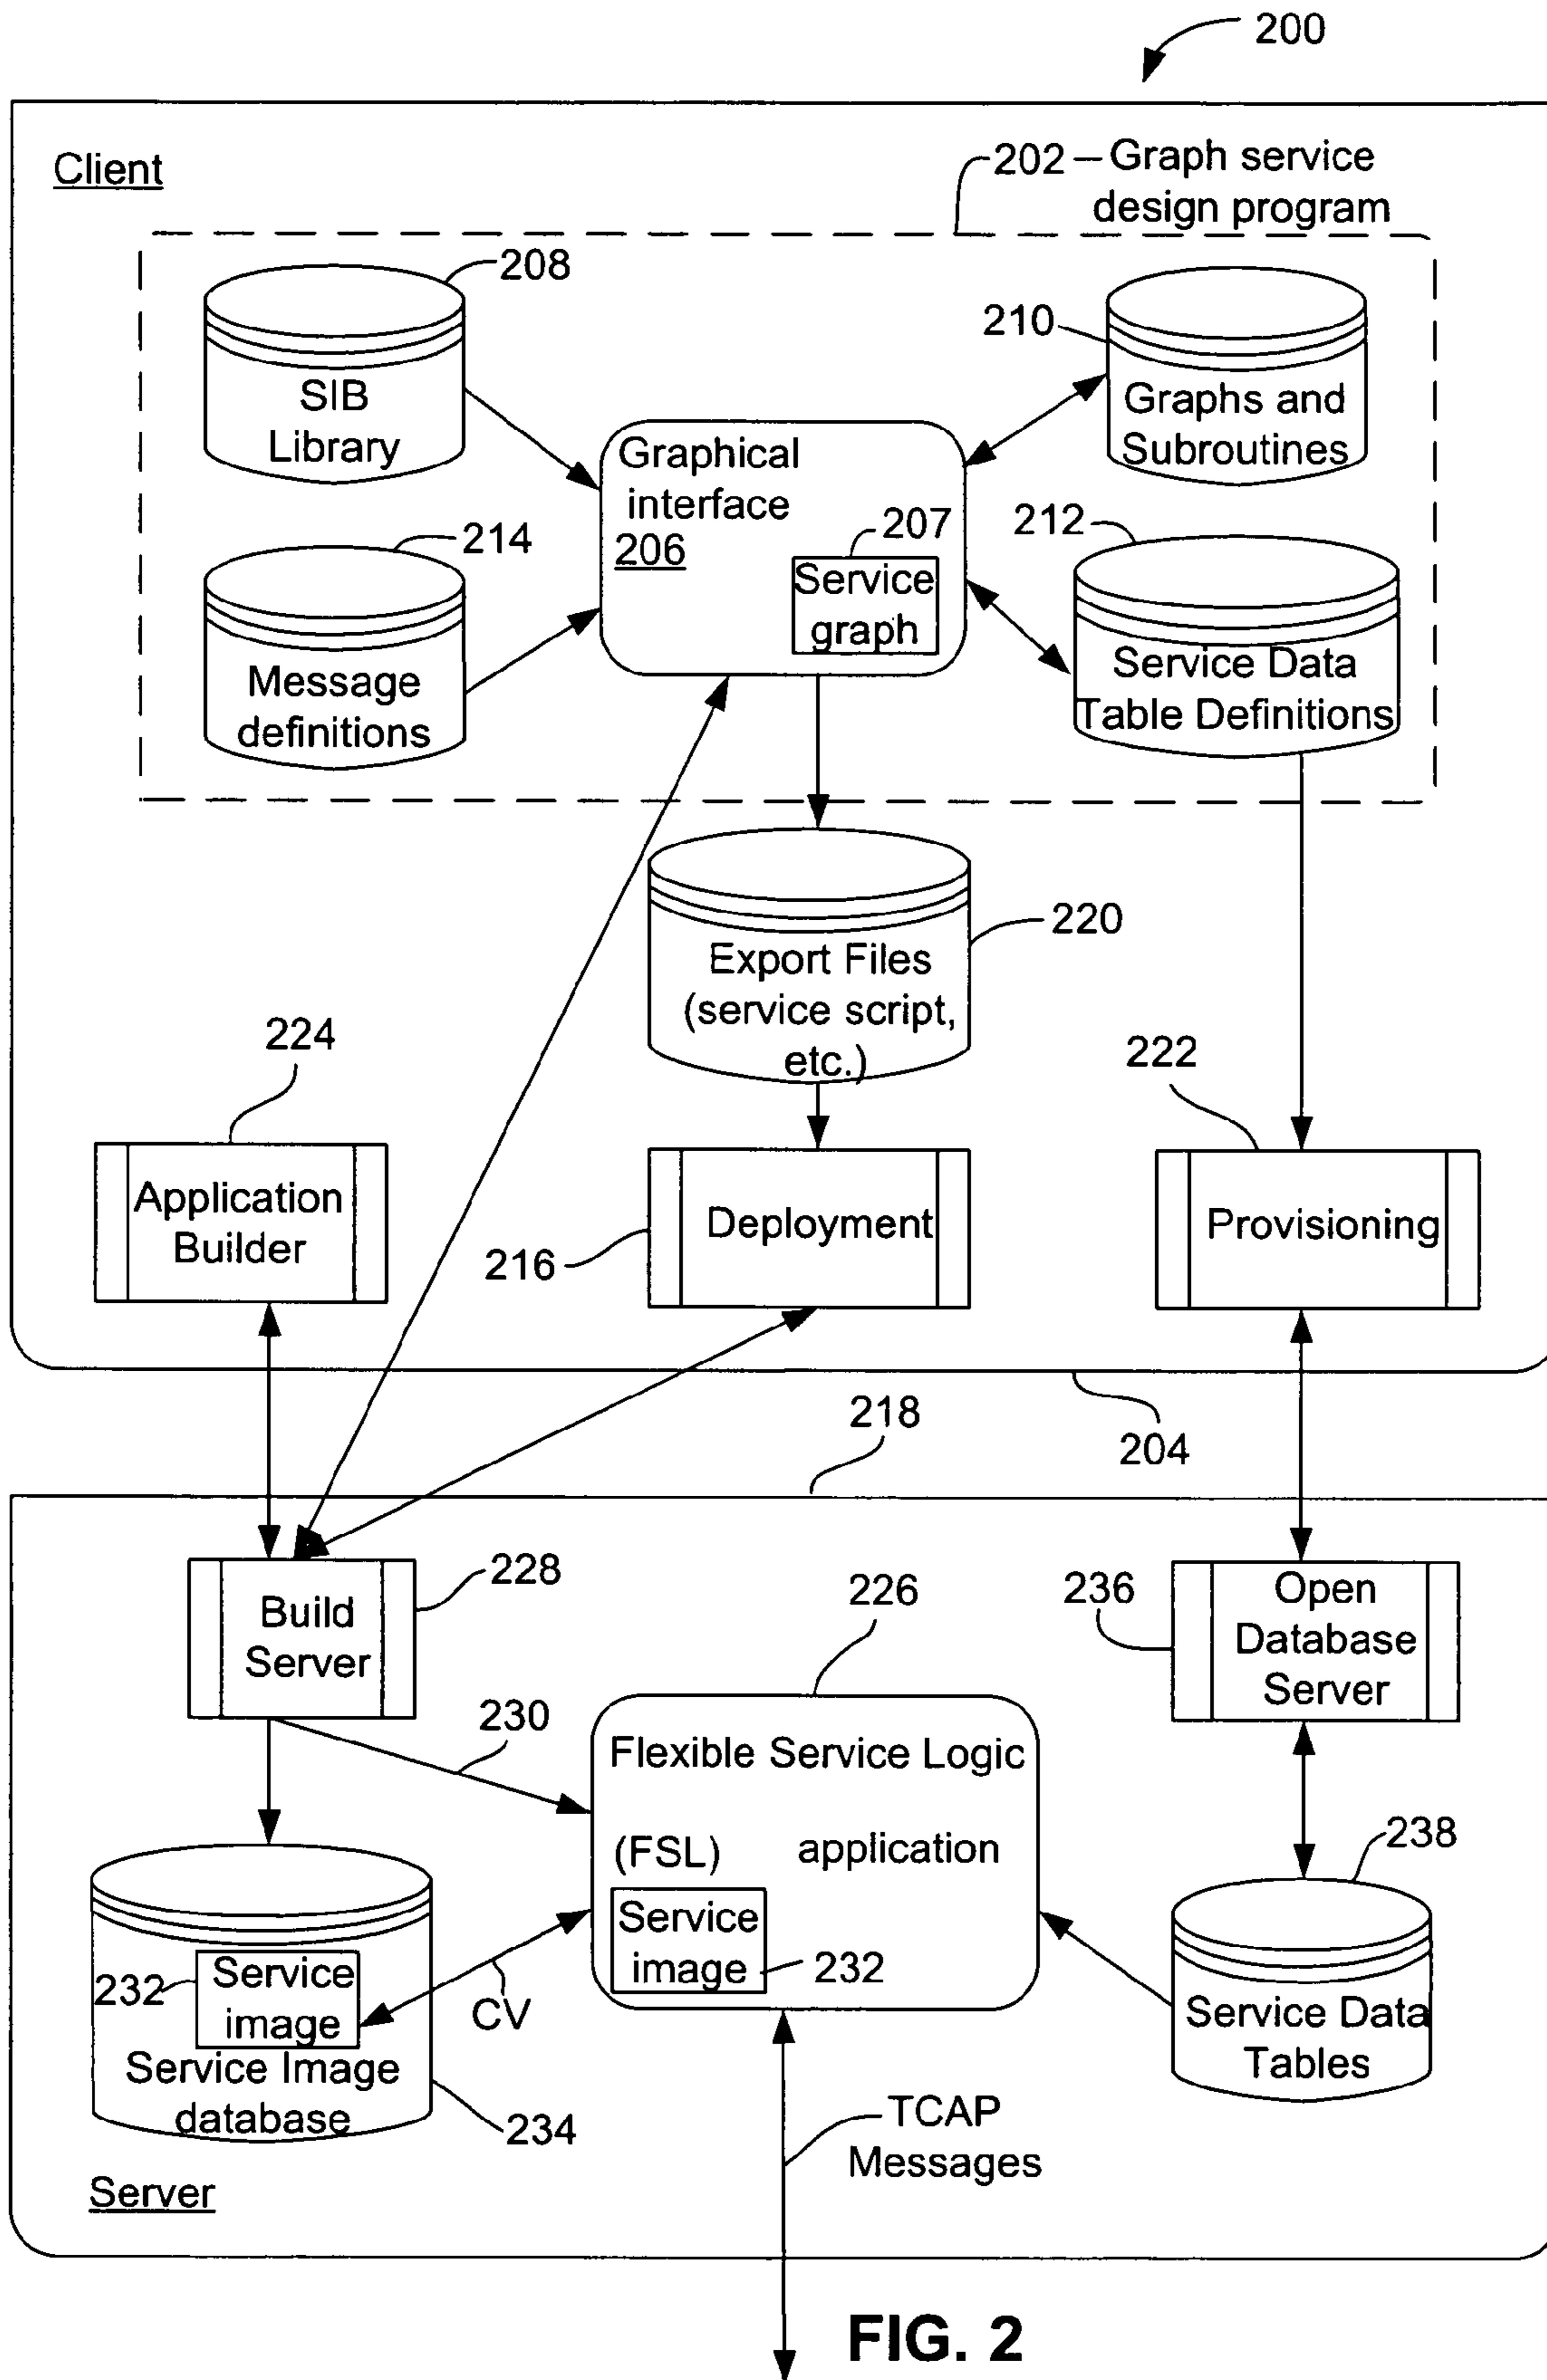 200
Client
202 – Graph service
design program
208
SIB
Library
210
Graphs and
Subroutines
Graphical
interface
206
207
Service
graph
214
Message
definitions
212
Service Data
Table Definitions
220
Export Files
(service script,
etc.)
224
Application
Builder
216
Deployment
222
Provisioning
204
218
228
Build
Server
230
226
Flexible Service Logic
(FSL) application
Service
image
232
236
Open
Database
Server
238
Service Data
Tables
232
Service
image
Service Image
database
234
CV
TCAP
Messages
Server
FIG. 2